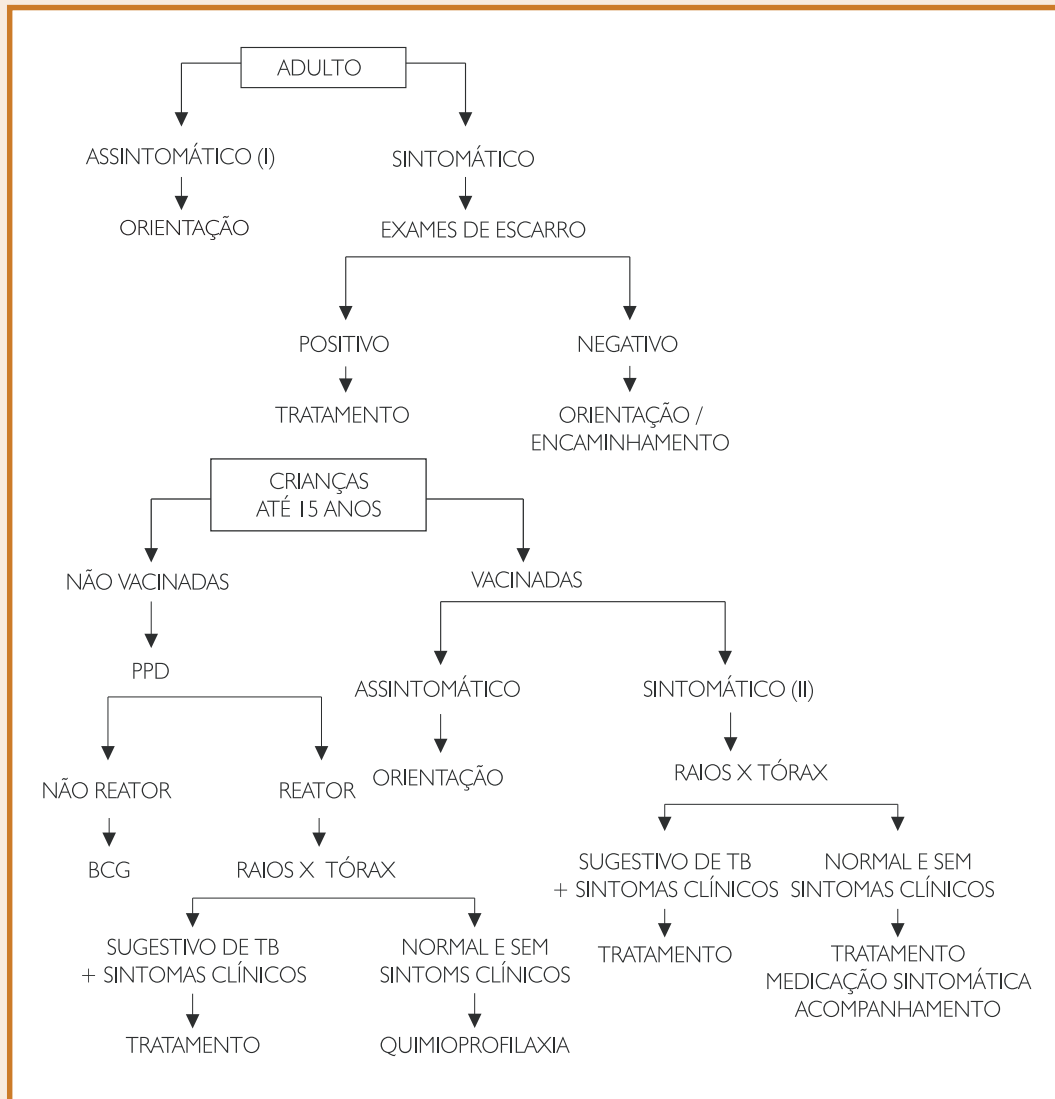 ADULTO
ASSINTOMÁTICO (I)
SINTOMÁTICO
ORIENTAÇÃO
EXAMES DE ESCARRO
POSITIVO
NEGATIVO
TRATAMENTO
ORIENTAÇÃO /
ENCAMINHAMENTO
CRIANÇAS
ATÉ 15 ANOS
NÃO VACINADAS
VACINADAS
PPD
ASSINTOMÁTICO
SINTOMÁTICO (II)
NÃO REATOR
REATOR
ORIENTAÇÃO
RAIOS X TÓRAX
BCG
RAIOS X TÓRAX
SUGESTIVO DE TB
+ SINTOMAS CLÍNICOS
NORMAL E SEM
SINTOMAS CLÍNICOS
SUGESTIVO DE TB
+ SINTOMAS CLÍNICOS
NORMAL E SEM
SINTOMS CLÍNICOS
TRATAMENTO
TRATAMENTO
MEDICAÇÃO SINTOMÁTICA
ACOMPANHAMENTO
TRATAMENTO
QUIMIOPROFILAXIA